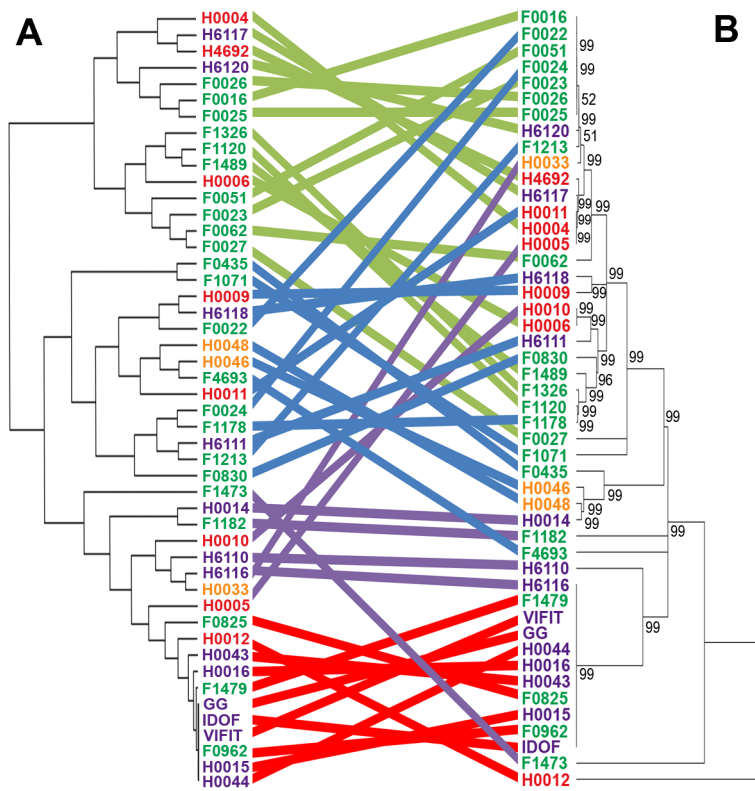 A
H0004
H6117
H4692
H6120
F0026
F0016
F0025
F1326
F1120
F1489
H0006
F0051
F0023
F0062
F0027
F0435
F1071
H0009
H6118
F0022
H0048
H0046
F4693
H0011
F0024
F1178
H6111
F1213
F0830
F1473
H0014
F1182
H0010
H6110
H6116
H0033
H0005
F0825
H0012
H0043
H0016
F1479
GG
IDOF
VIFIT
F0962
H0015
H0044
B
F0016
F0022
F0051
F0024
F0023
F0026
F0025
H6120
F1213
H0033
H4692
H6117
H0011
H0004
H0005
F0062
H6118
H0009
H0010
H0006
H6111
F0830
F1489
F1326
F1120
F1178
F0027
F1071
F0435
H0046
H0048
H0014
F1182
F4693
H6110
H6116
F1479
VIFIT
GG
H0044
H0016
H0043
F0825
H0015
F0962
IDOF
F1473
H0012
99
99
52
99
51
99
99
99
99
99
99
99
99
99
99
99
96
99
99
99
99
99
99
99
99